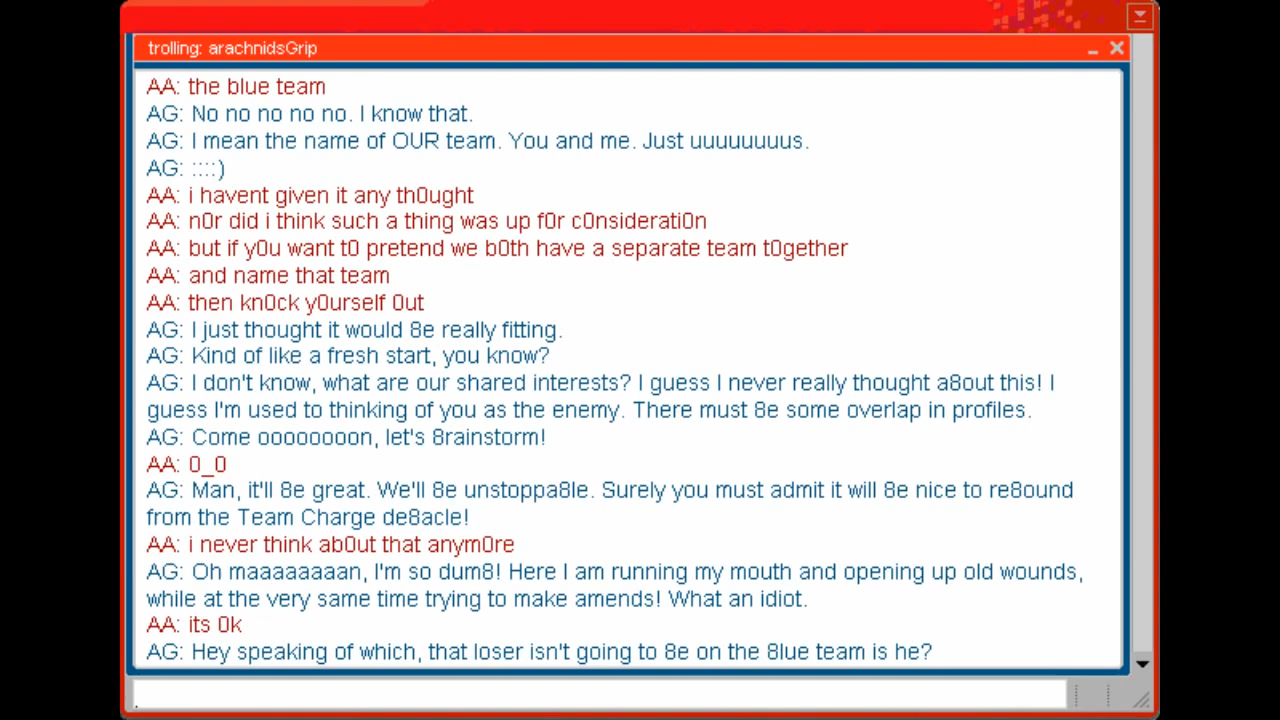 trolling: arachnidsGrip
AA: the blue team
AG: No no no no no. I know that.
AG: I mean the name of OUR team. You and me. Just uuuuuuuus.
AG: ::::)
AA: i havent given it any th0ught
AA: n0r did i think such a thing was up f0r c0nsiderati0n
AA: but if y0u want t0 pretend we b0th have a separate team t0gether
AA: and name that team
AA: then kn0ck y0urself 0ut
AG: I just thought it would 8e really fitting.
AG: Kind of like a fresh start, you know?
AG: I don't know, what are our shared interests? I guess I never really thought a8out this! I
guess I'm used to thinking of you as the enemy. There must 8e some overlap in profiles.
AG: Come oooooooon, let's 8rainstorm!
AA: 0_0
AG: Man, it'll 8e great. We'll 8e unstoppa8le. Surely you must admit it will 8e nice to re8ound
from the Team Charge de8acle!
AA: i never think ab0ut that anym0re
AG: Oh maaaaaaaan, I'm so dum8! Here I am running my mouth and opening up old wounds,
while at the very same time trying to make amends! What an idiot.
AA: its 0k
AG: Hey speaking of which, that loser isn't going to 8e on the 8lue team is he?